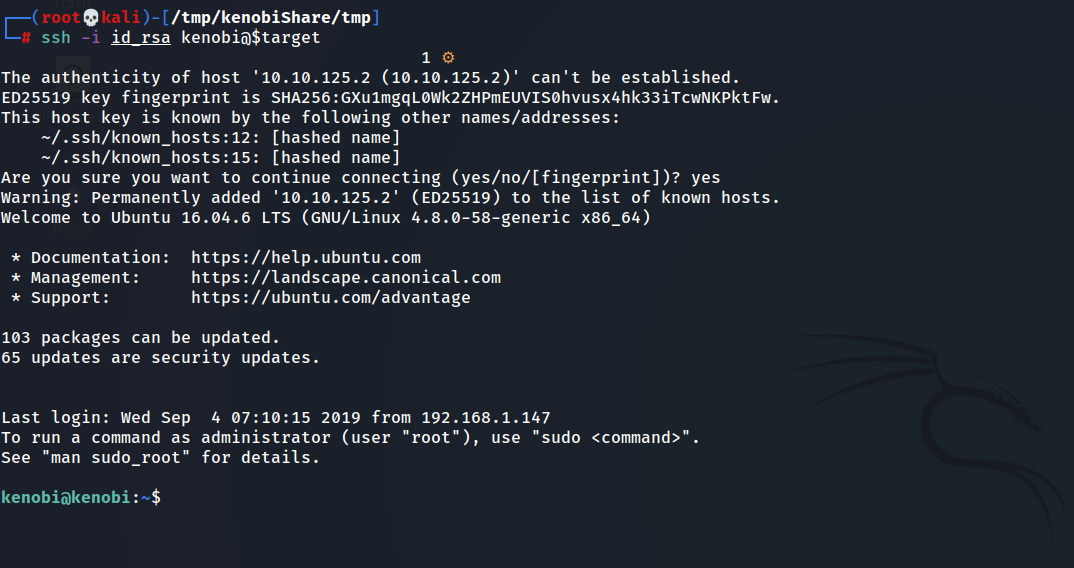 ┌──(root💀kali)-[/tmp/kenobiShare/tmp]
└─# ssh -i id_rsa kenobi@$target
1 ⚙
The authenticity of host '10.10.125.2 (10.10.125.2)' can't be established.
ED25519 key fingerprint is SHA256:GXu1mgqL0Wk2ZHPmEUVIS0hvusx4hk33iTcwNKPktFw.
This host key is known by the following other names/addresses:
    ~/.ssh/known_hosts:12: [hashed name]
    ~/.ssh/known_hosts:15: [hashed name]
Are you sure you want to continue connecting (yes/no/[fingerprint])? yes
Warning: Permanently added '10.10.125.2' (ED25519) to the list of known hosts.
Welcome to Ubuntu 16.04.6 LTS (GNU/Linux 4.8.0-58-generic x86_64)
Home
 * Documentation:  https://help.ubuntu.com
 * Management:     https://landscape.canonical.com
 * Support:        https://ubuntu.com/advantage
103 packages can be updated.
65 updates are security updates.
Last login: Wed Sep  4 07:10:15 2019 from 192.168.1.147
To run a command as administrator (user "root"), use "sudo <command>".
See "man sudo_root" for details.
kenobi@kenobi:~$